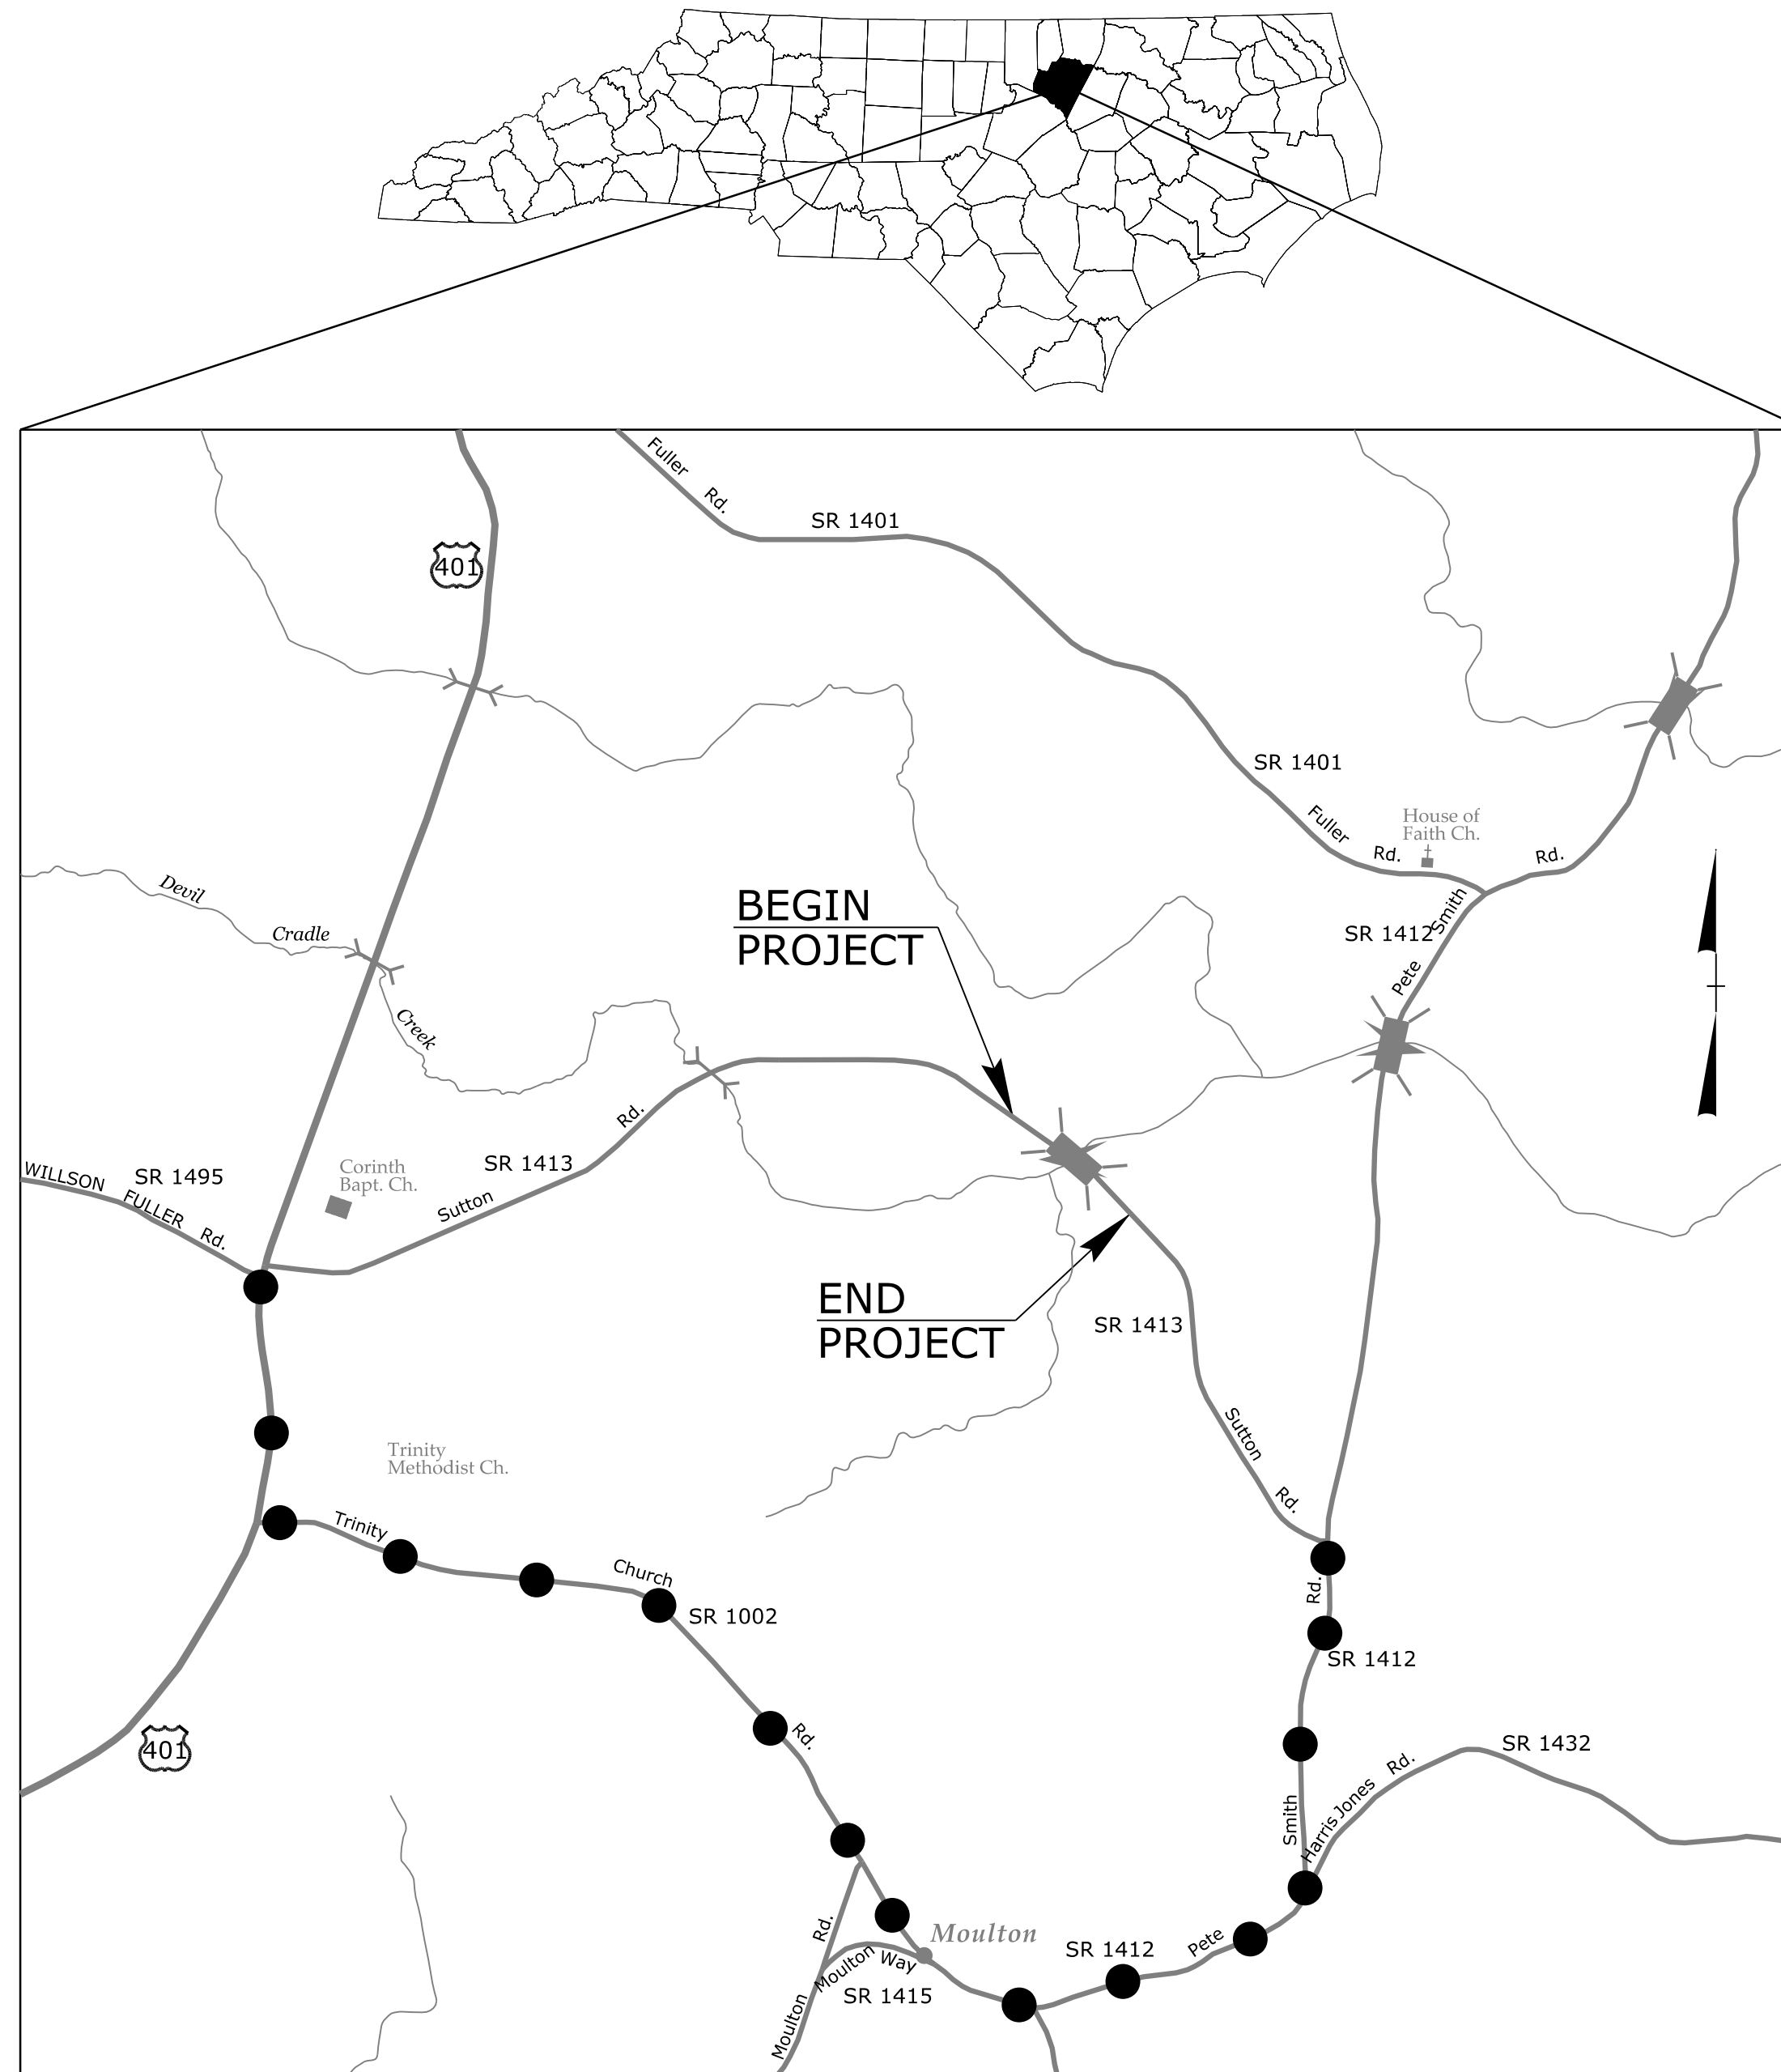 Fuller
Rd.
SR 1401
401
SR 1401
Fuller
Rd.
House of
Faith Ch.
Rd.
Smith
SR 1412
Pete
Devil
Cradle
Creek
BEGIN
PROJECT
WILLSON
SR 1495
FULLER
Rd.
Corinth
Bapt. Ch.
Sutton
SR 1413
Rd.
END
PROJECT
SR 1413
Sutton
Rd.
Trinity
Methodist Ch.
Trinity
Church
SR 1002
Rd.
Rd.
SR 1412
401
Smith
Harris Jones
Rd.
SR 1432
Rd.
Moulton
Moulton
Way
SR 1415
SR 1412
Pete
Moulton